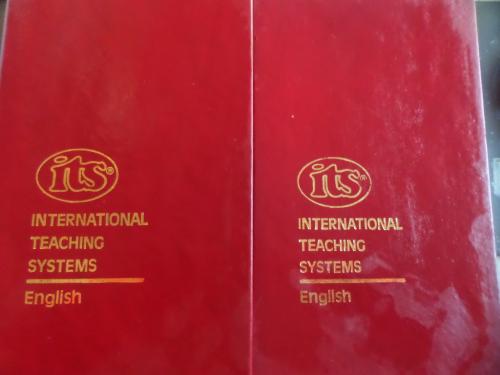 its®
INTERNATIONAL
TEACHING
SYSTEMS
English
its®
INTERNATIONAL
TEACHING
SYSTEMS
English